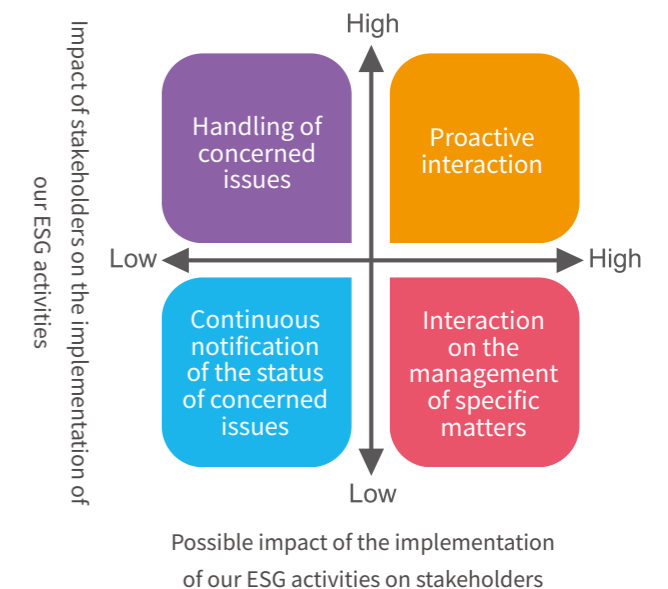 High
Impact of stakeholders on the implementation of
our ESG activities
Handling of
concerned
issues
Proactive
interaction
Low
High
Continuous
notification
of the status
of concerned
issues
Interaction
on the
management
of specific
matters
Low
Possible impact of the implementation
of our ESG activities on stakeholders